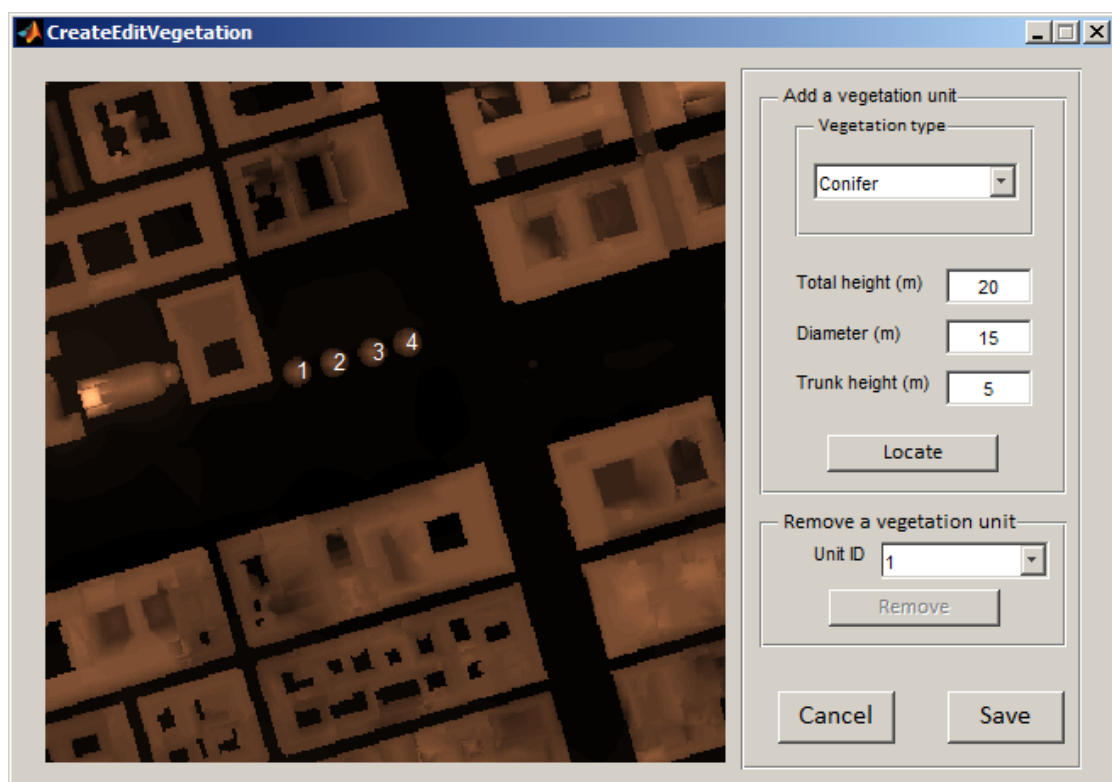 CreateEditVegetation
1 2 3 4
Add a vegetation unit
Vegetation type
Conifer
Total height (m) 20
Diameter (m) 15
Trunk height (m) 5
Locate
Remove a vegetation unit
Unit ID 1
Remove
Cancel Save